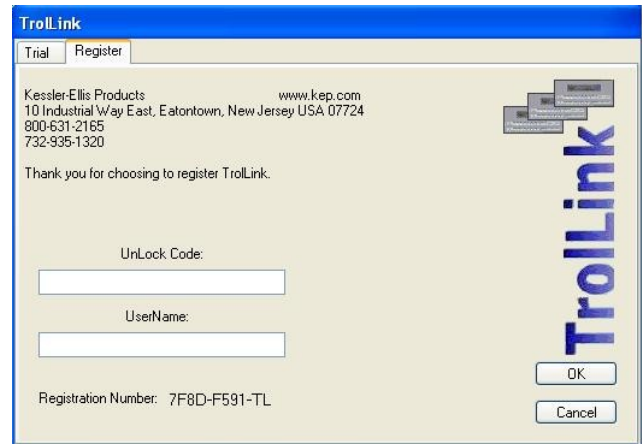 TrolLink
Trial Register
Kessler-Ellis Products www.kep.com
10 Industrial Way East, Eatontown, New Jersey USA 07724
800-631-2165
732-935-1320
Thank you for choosing to register TrolLink.
UnLock Code:
UserName:
Registration Number: 7F8D-F591-TL
TrolLink
OK
Cancel